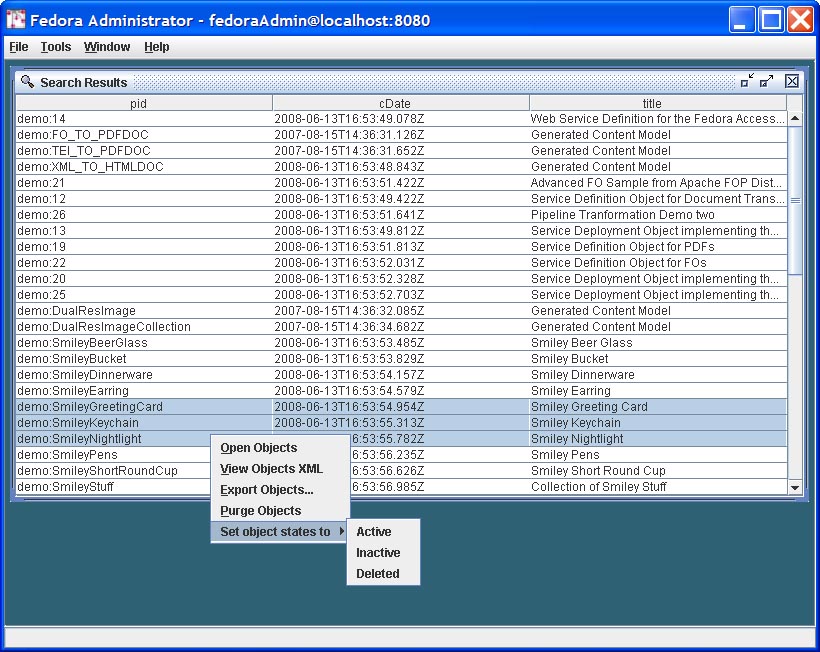 Fedora Administrator - fedoraAdmin@localhost:8080
File Tools Window Help
Search Results
pid cDate title
demo:14 2008-06-13T16:53:49.078Z Web Service Definition for the Fedora Access...
demo:FO_TO_PDFDOC 2007-08-15T14:36:31.126Z Generated Content Model
demo:TEI_TO_PDFDOC 2007-08-15T14:36:31.652Z Generated Content Model
demo:XML_TO_HTMLDOC 2008-06-13T16:53:48.843Z Generated Content Model
demo:21 2008-06-13T16:53:51.422Z Advanced FO Sample from Apache FOP Dist...
demo:12 2008-06-13T16:53:49.422Z Service Definition Object for Document Trans...
demo:26 2008-06-13T16:53:51.641Z Pipeline Tranformation Demo two
demo:13 2008-06-13T16:53:49.812Z Service Deployment Object implementing th...
demo:19 2008-06-13T16:53:51.813Z Service Definition Object for PDFs
demo:22 2008-06-13T16:53:52.031Z Service Definition Object for FOs
demo:20 2008-06-13T16:53:52.328Z Service Deployment Object implementing th...
demo:25 2008-06-13T16:53:52.703Z Service Deployment Object implementing th...
demo:DualResImage 2007-08-15T14:36:32.085Z Generated Content Model
demo:DualResImageCollection 2007-08-15T14:36:34.682Z Generated Content Model
demo:SmileyBeerGlass 2008-06-13T16:53:53.485Z Smiley Beer Glass
demo:SmileyBucket 2008-06-13T16:53:53.829Z Smiley Bucket
demo:SmileyDinnerware 2008-06-13T16:53:54.157Z Smiley Dinnerware
demo:SmileyEarring 2008-06-13T16:53:54.579Z Smiley Earring
demo:SmileyGreetingCard 2008-06-13T16:53:54.954Z Smiley Greeting Card
demo:SmileyKeychain 2008-06-13T16:53:55.313Z Smiley Keychain
demo:SmileyNightlight :53:55.782Z Smiley Nightlight
demo:SmileyPens :53:56.235Z Smiley Pens
demo:SmileyShortRoundCup :53:56.626Z Smiley Short Round Cup
demo:SmileyStuff :53:56.985Z Collection of Smiley Stuff
Open Objects
View Objects XML
Export Objects...
Purge Objects
Set object states to
Active
Inactive
Deleted